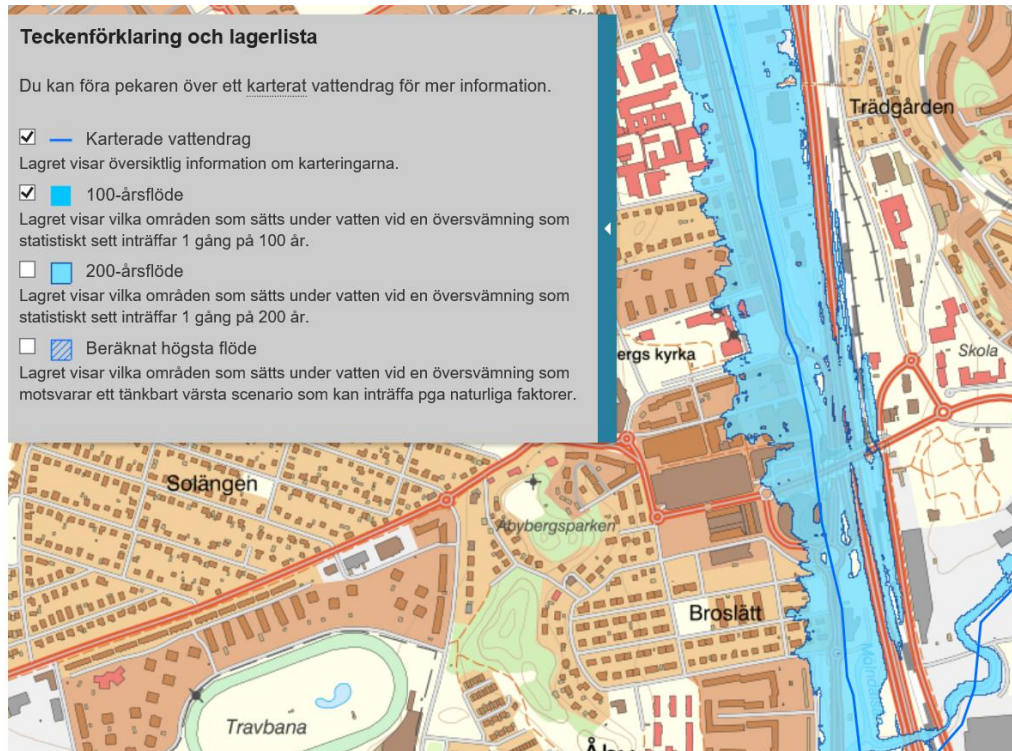 Teckenförklaring och lagerlista
Du kan föra pekaren över ett karterat vattendrag för mer information.
Karterade vattendrag
Lagret visar översiktlig information om karteringarna.
100-årsflöde
Lagret visar vilka områden som sätts under vatten vid en översvämning som
statistiskt sett inträffar 1 gång på 100 år.
200-årsflöde
Lagret visar vilka områden som sätts under vatten vid en översvämning som
statistiskt sett inträffar 1 gång på 200 år.
Beräknat högsta flöde
Lagret visar vilka områden som sätts under vatten vid en översvämning som
motsvarar ett tänkbart värsta scenario som kan inträffa pga naturliga faktorer.
Trädgården
Skola
ergs kyrka
Solängen
Åbybergsparken
Broslätt
Travbana